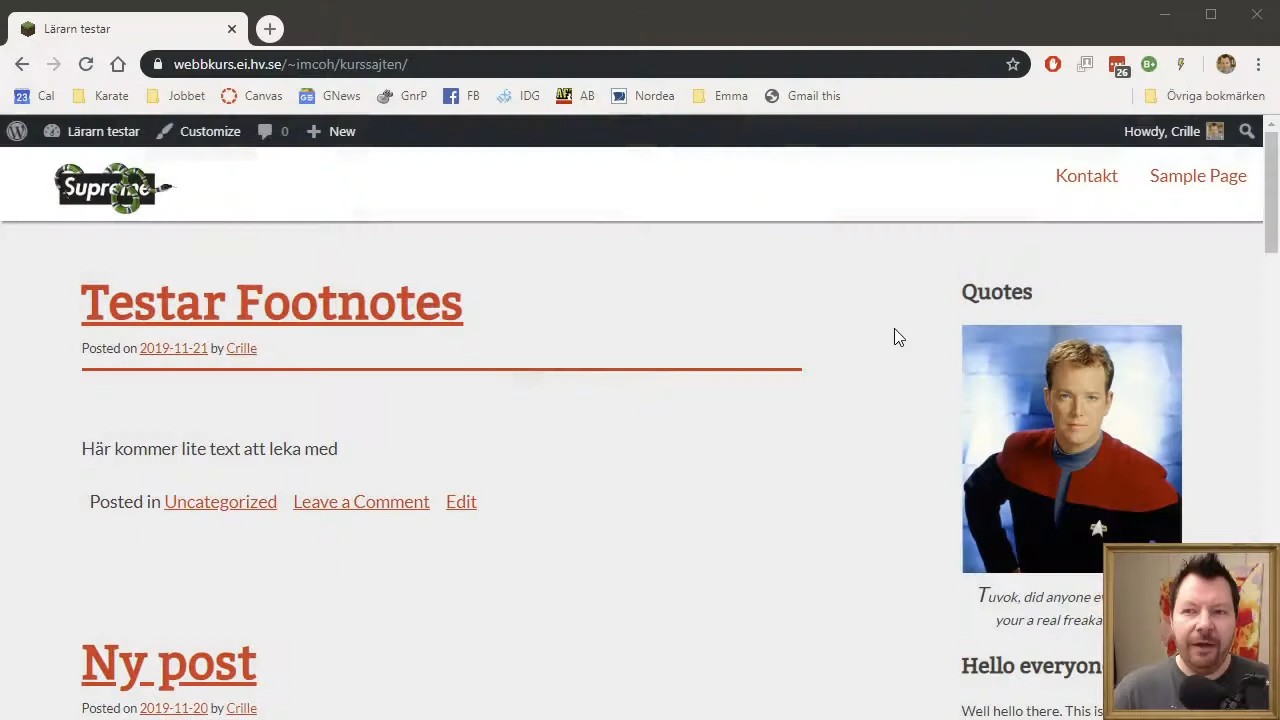 Lärarn testar
webbkurs.ei.hv.se/~imcoh/kurssajten/
26
23 Cal Karate Jobbet Canvas GNews GnrP FB IDG AB Nordea Emma Gmail this Övriga bokmärken
Lärarn testar Customize 0 New Howdy, Crille
Supreme Kontakt Sample Page
Testar Footnotes
Posted on 2019-11-21 by Crille
Här kommer lite text att leka med
Posted in Uncategorized Leave a Comment Edit
Ny post
Posted on 2019-11-20 by Crille
Quotes
Tuvok, did anyone
your a real
Hello
Well hello there. This is